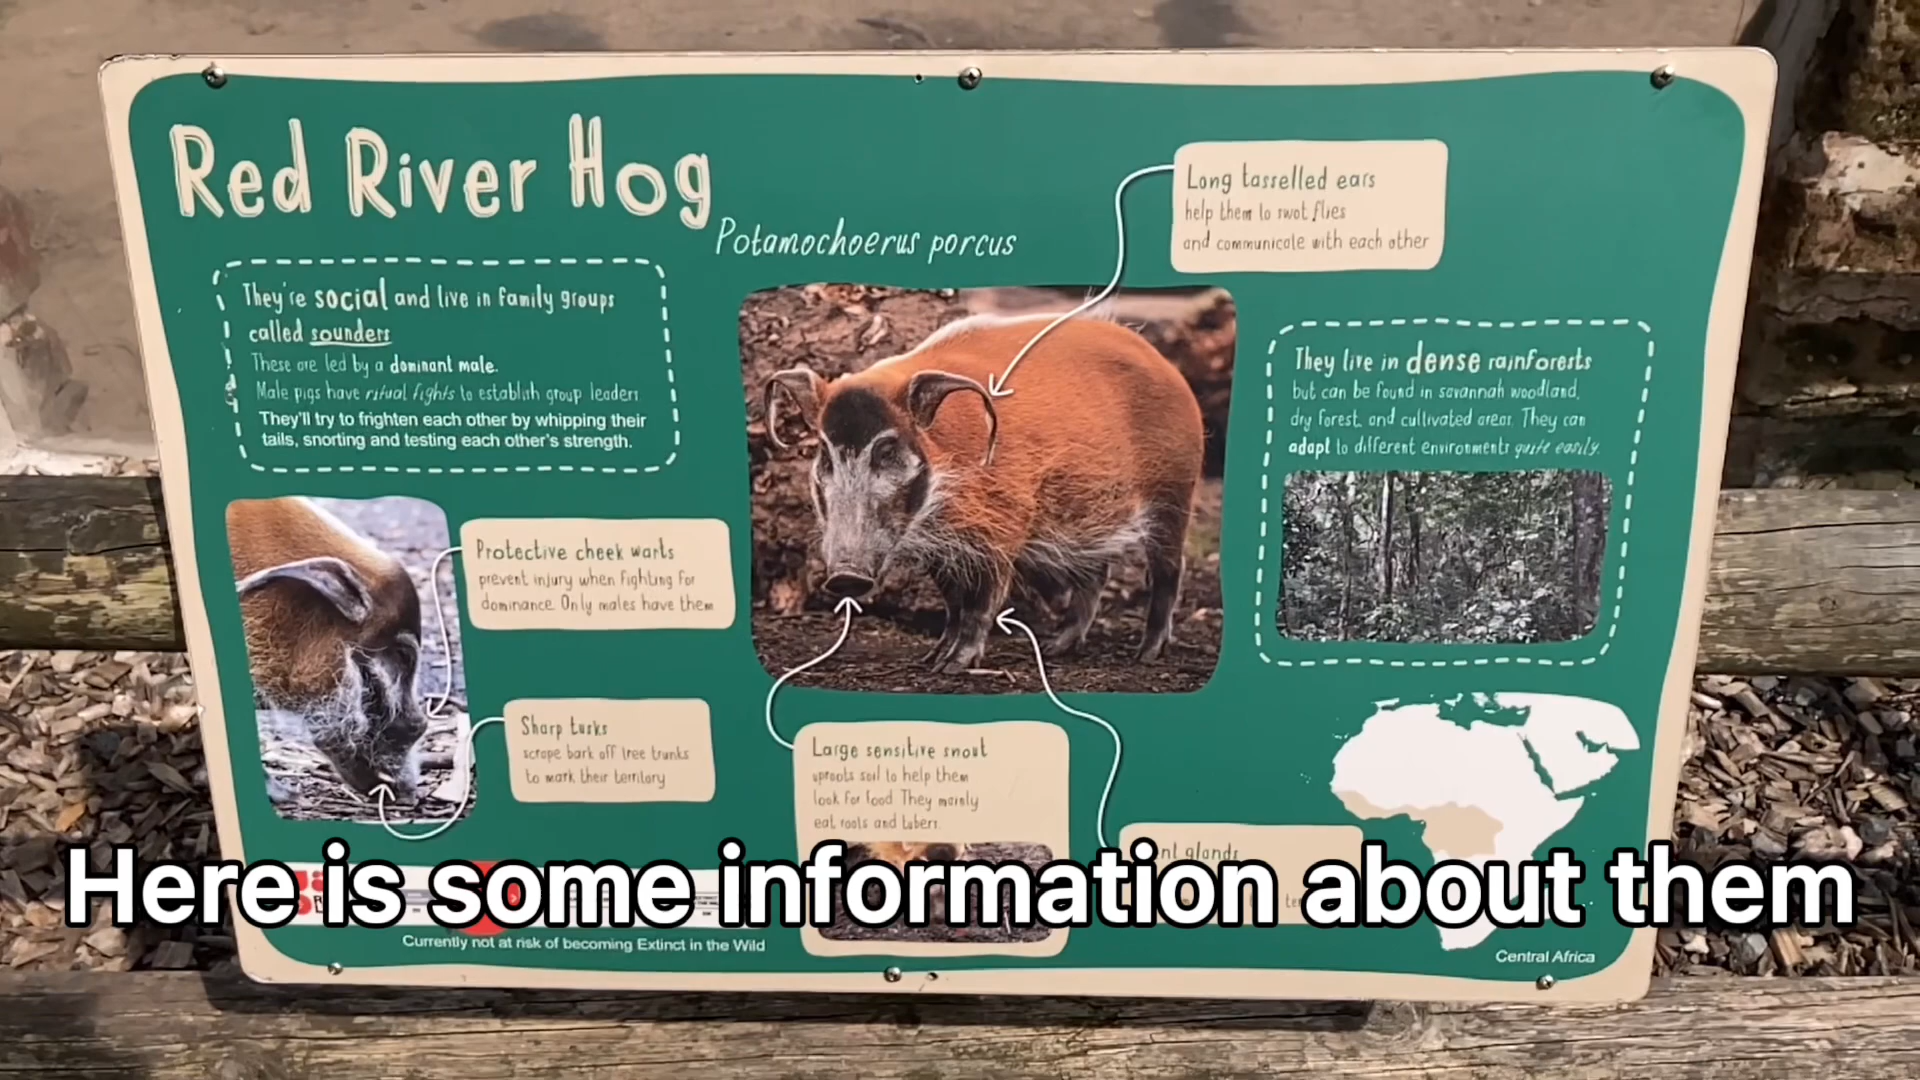 Red River Hog
Potamochoerus porcus
They're social and live in family groups
called sounders
These are led by a dominant male.
Male pigs have ritual fights to establish group leaders
They'll try to frighten each other by whipping their
tails, snorting and testing each other's strength.
Long tasselled ears
help them to swot flies
and communicate with each other
They live in dense rainforests
but can be found in savannah woodland,
dry forest, and cultivated areas. They can
adapt to different environments quite easily.
Protective cheek warts
prevent injury when fighting for
dominance. Only males have them
Sharp tusks
scrape bark off tree trunks
to mark their territory
Large sensitive snout
uproots soil to help them
look for food. They mainly
eat roots and tubers.
glands
Here is some information about them
Currently not at risk of becoming Extinct in the Wild
Central Africa